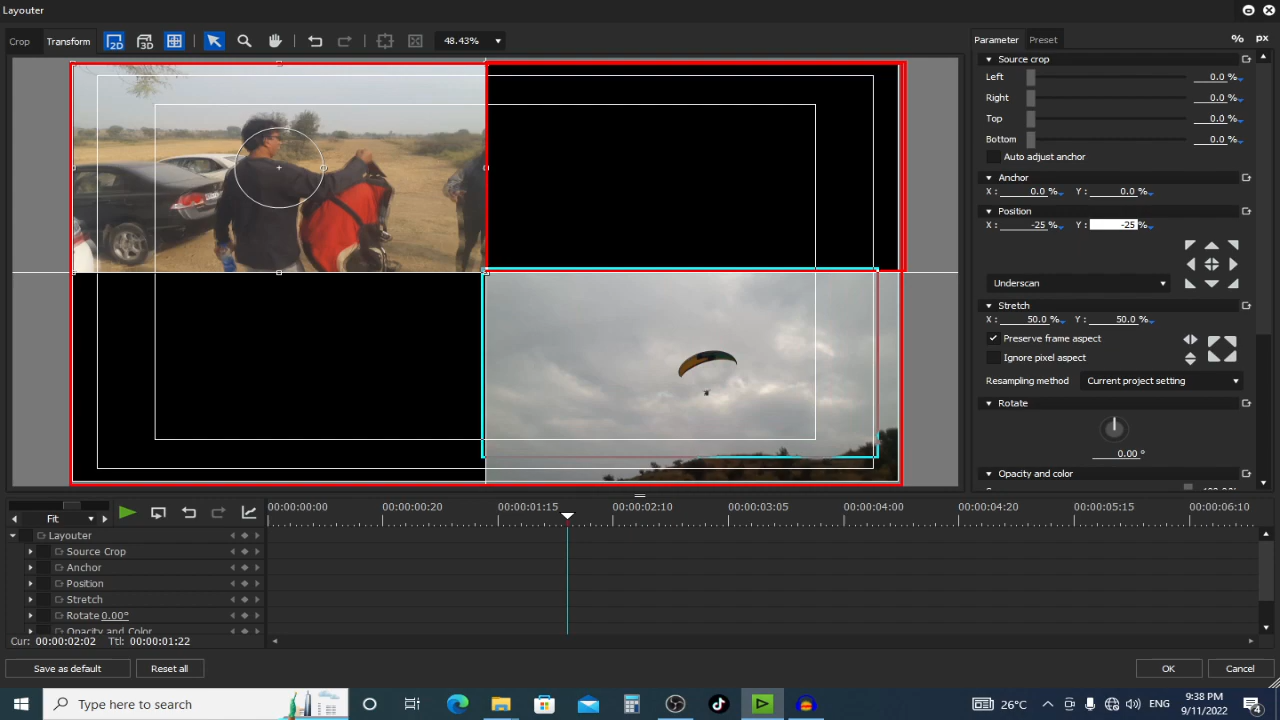 Layouter
Crop Transform 2D 3D 48.43%
Parameter Preset % px
Source crop
Left 0.0 %
Right 0.0 %
Top 0.0 %
Bottom 0.0 %
Auto adjust anchor
Anchor
X : 0.0 % Y : 0.0 %
Position
X : -25 % Y : -25 %
Underscan
Stretch
X : 50.0 % Y : 50.0 %
Preserve frame aspect
Ignore pixel aspect
Resampling method Current project setting
Rotate
0.00 °
Opacity and color
Fit
00:00:00:00 00:00:00:20 00:00:01:15 00:00:02:10 00:00:03:05 00:00:04:00 00:00:04:20 00:00:05:15 00:00:06:10
Layouter
Source Crop
Anchor
Position
Stretch
Rotate 0.00°
Opacity and Color
Cur: 00:00:02:02 Ttl: 00:00:01:22
Save as default Reset all OK Cancel
Type here to search
26°C ENG
9:38 PM
9/11/2022
4